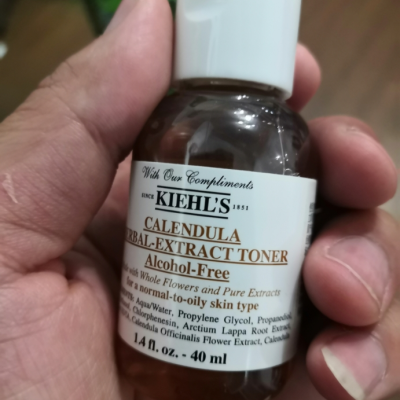 With Our Compliments
SINCE KIEHL'S 1851
CALENDULA
RBAL-EXTRACT TONER
Alcohol-Free
with Whole Flowers and Pure Extracts
for a normal-to-oily skin type
Aqua/Water, Propylene Glycol, Propanediol,
Chlorphenesin, Arctium Lappa Root Extract,
Calendula Officinalis Flower Extract, Calendula
1.4 fl. oz. - 40 ml